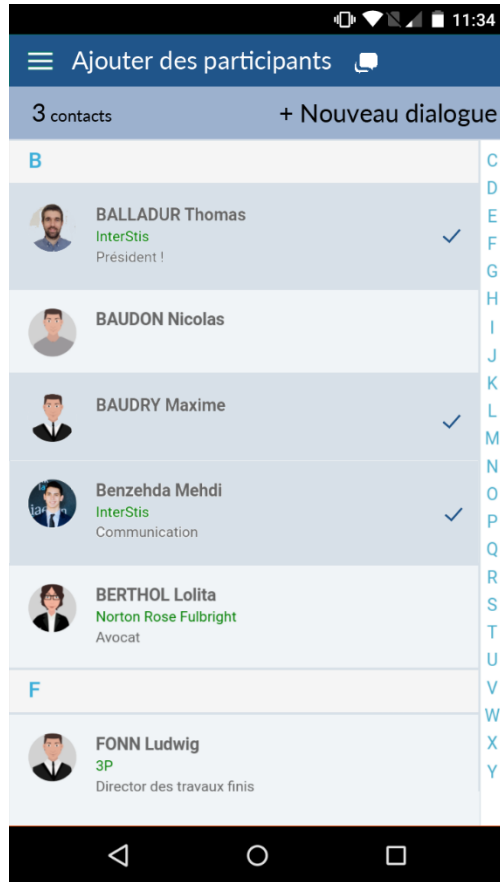 11:34
Ajouter des participants
3 contacts
+ Nouveau dialogue
B
BALLADUR Thomas
InterStis
Président !
BAUDON Nicolas
BAUDRY Maxime
Benzehda Mehdi
InterStis
Communication
BERTHOL Lolita
Norton Rose Fulbright
Avocat
F
FONN Ludwig
3P
Director des travaux finis
C
D
E
F
G
H
I
J
K
L
M
N
O
P
Q
R
S
T
U
V
W
X
Y